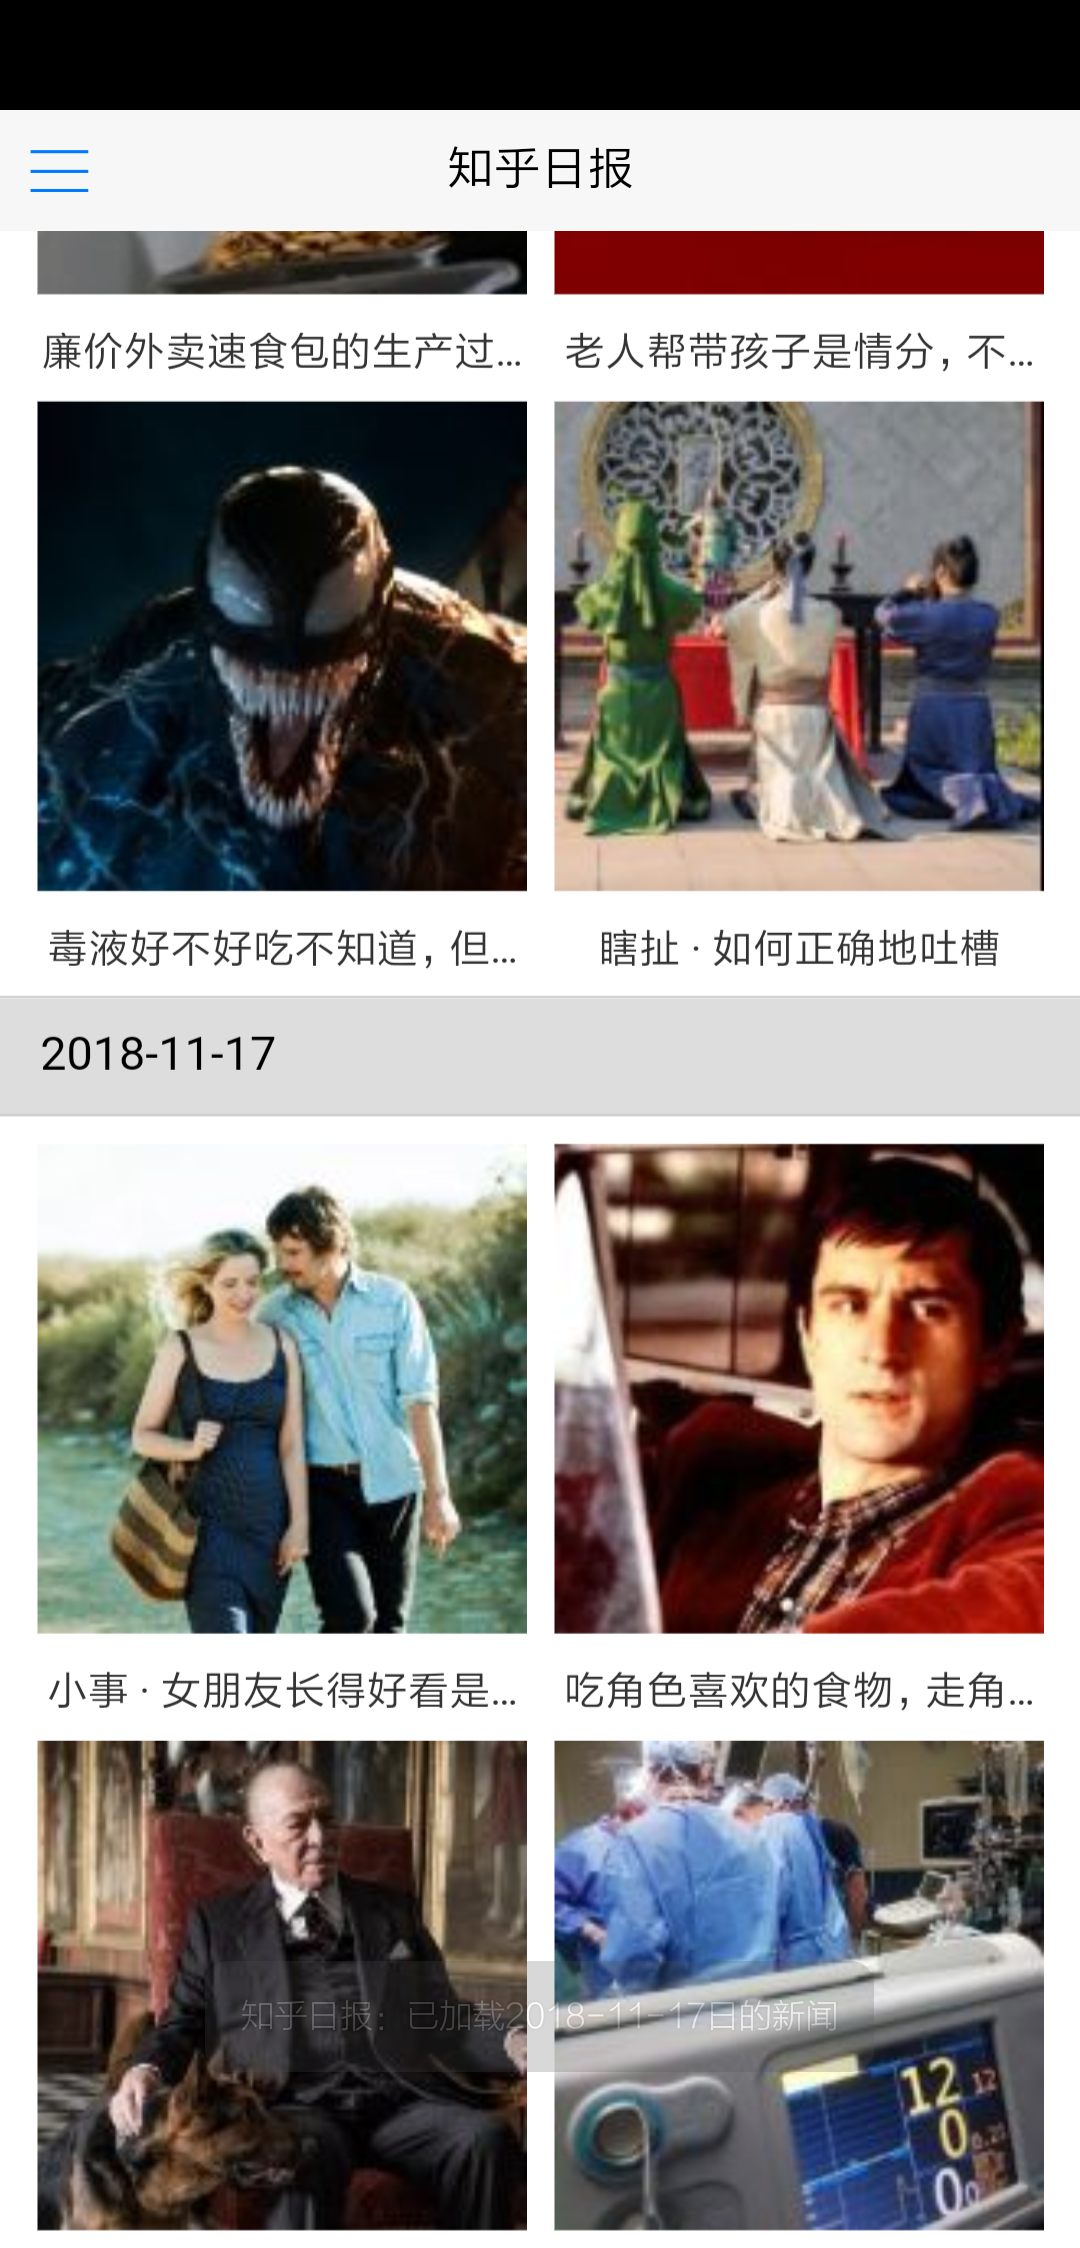 知乎日报
廉价外卖速食包的生产过...
老人帮带孩子是情分，不...
毒液好不好吃不知道，但...
瞎扯 · 如何正确地吐槽
2018-11-17
小事 · 女朋友长得好看是...
吃角色喜欢的食物，走角...
知乎日报：已加载2018-11-17日的新闻
12
12
0
0.21
0
0